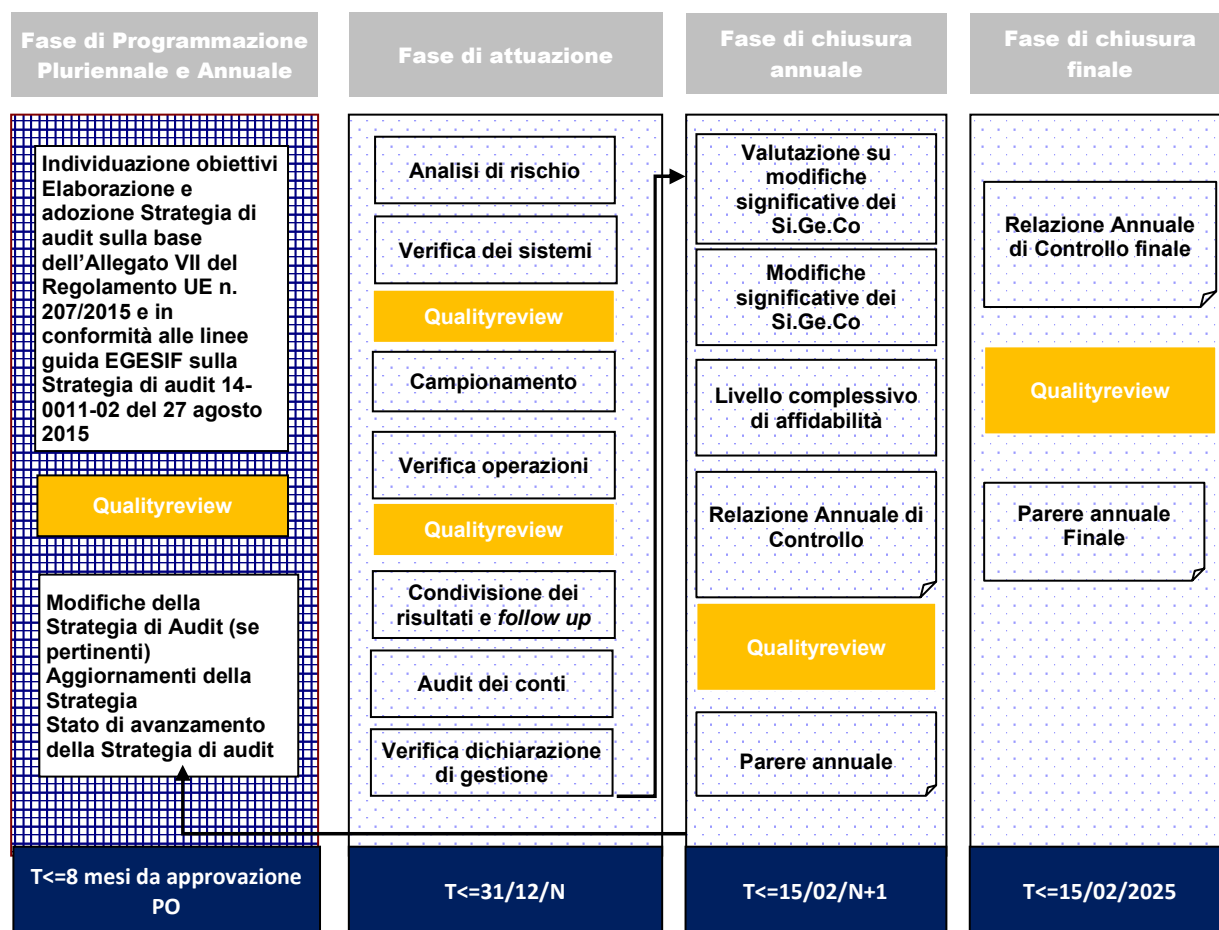 Fase di Programmazione
Pluriennale e Annuale
Individuazione obiettivi
Elaborazione e
adozione Strategia di
audit sulla base
dell'Allegato VII del
Regolamento UE n.
207/2015 e in
conformità alle linee
guida EGESIF sulla
Strategia di audit 14-
0011-02 del 27 agosto
2015
Qualityreview
Modifiche della
Strategia di Audit (se
pertinenti)
Aggiornamenti della
Strategia
Stato di avanzamento
della Strategia di audit
T<=8 mesi da approvazione
PO
Fase di attuazione
Analisi di rischio
Verifica dei sistemi
Qualityreview
Campionamento
Verifica operazioni
Qualityreview
Condivisione dei
risultati e follow up
Audit dei conti
Verifica dichiarazione
di gestione
T<=31/12/N
Fase di chiusura
annuale
Valutazione su
modifiche
significative dei
Si.Ge.Co
Modifiche
significative dei
Si.Ge.Co
Livello complessivo
di affidabilità
Relazione Annuale di
Controllo
Qualityreview
Parere annuale
T<=15/02/N+1
Fase di chiusura
finale
Relazione Annuale
di Controllo finale
Qualityreview
Parere annuale
Finale
T<=15/02/2025